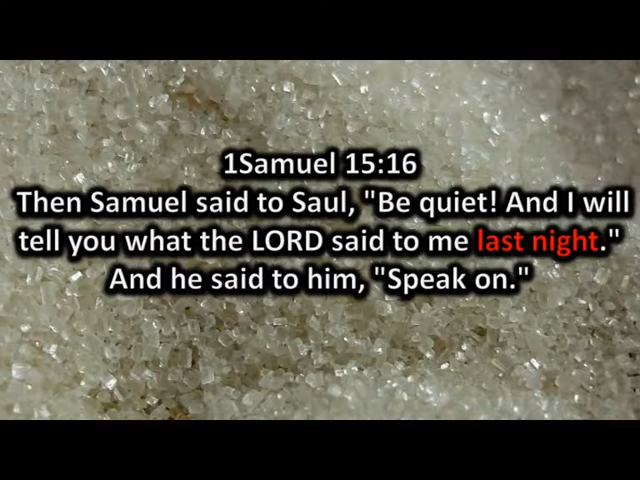 1Samuel 15:16
Then Samuel said to Saul, "Be quiet! And I will
tell you what the LORD said to me last night."
And he said to him, "Speak on."